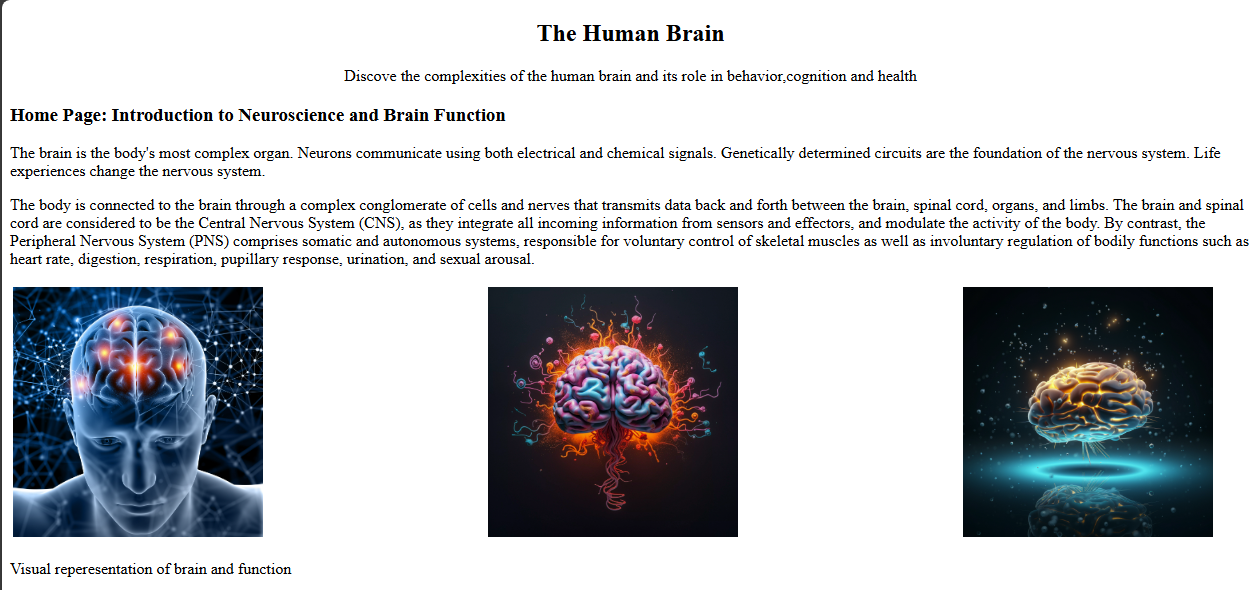 The Human Brain
Discove the complexities of the human brain and its role in behavior,cognition and health
Home Page: Introduction to Neuroscience and Brain Function
The brain is the body's most complex organ. Neurons communicate using both electrical and chemical signals. Genetically determined circuits are the foundation of the nervous system. Life
experiences change the nervous system.
The body is connected to the brain through a complex conglomerate of cells and nerves that transmits data back and forth between the brain, spinal cord, organs, and limbs. The brain and spinal
cord are considered to be the Central Nervous System (CNS), as they integrate all incoming information from sensors and effectors, and modulate the activity of the body. By contrast, the
Peripheral Nervous System (PNS) comprises somatic and autonomous systems, responsible for voluntary control of skeletal muscles as well as involuntary regulation of bodily functions such as
heart rate, digestion, respiration, pupillary response, urination, and sexual arousal.
Visual reperesentation of brain and function